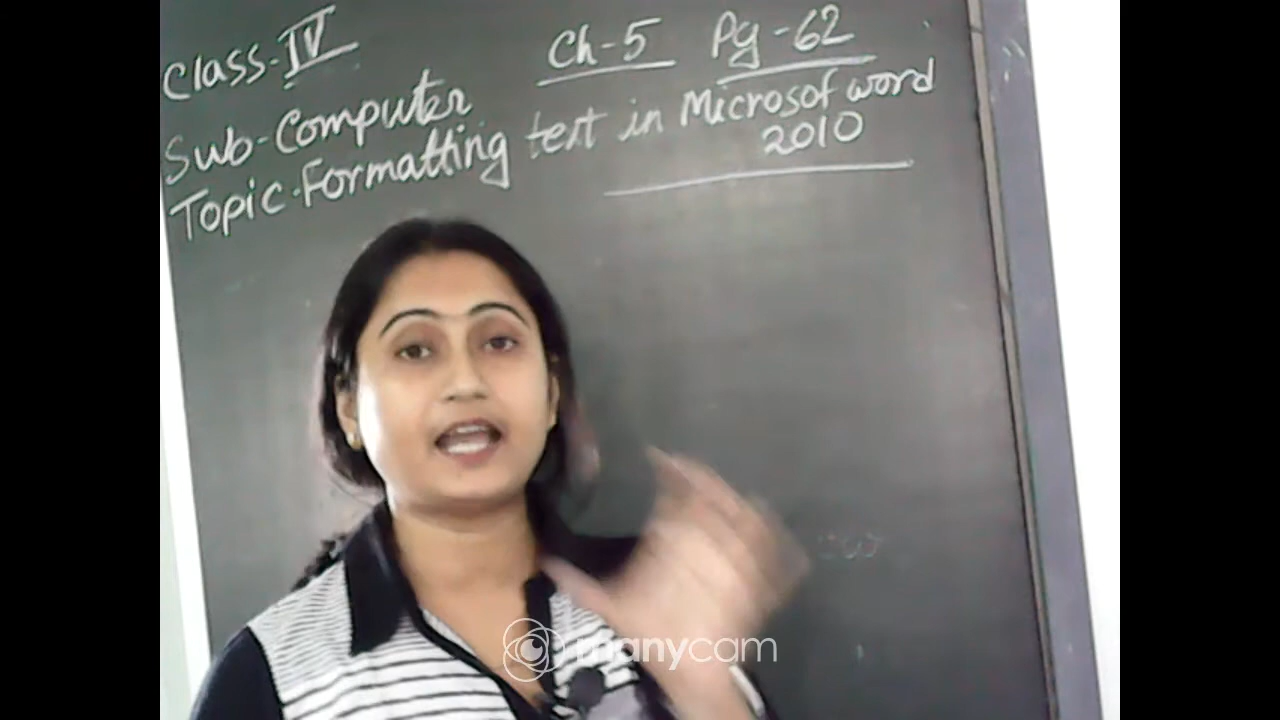 Class-IV Ch-5 Pg-62
Sub-Computer
Topic-Formatting text in Microsof word
2010
manycam